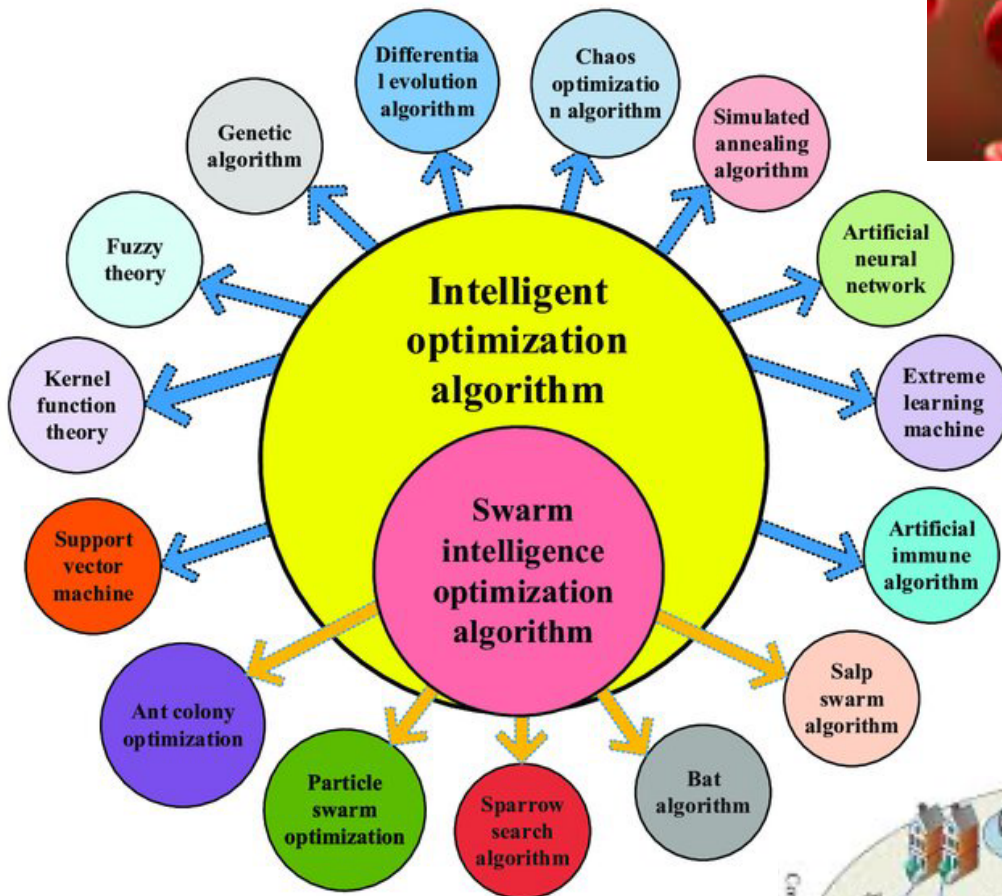 Differentia
l evolution
algorithm
Chaos
optimizatio
n algorithm
Simulated
annealing
algorithm
Genetic
algorithm
Fuzzy
theory
Artificial
neural
network
Intelligent
optimization
algorithm
Kernel
function
theory
Extreme
learning
machine
Support
vector
machine
Swarm
intelligence
optimization
algorithm
Artificial
immune
algorithm
Ant colony
optimization
Salp
swarm
algorithm
Particle
swarm
optimization
Sparrow
search
algorithm
Bat
algorithm